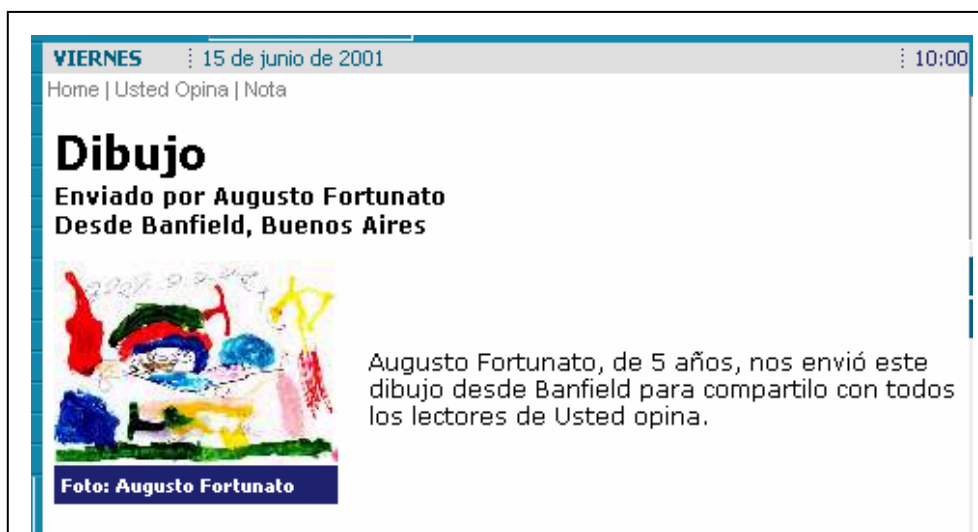 VIERNES 15 de junio de 2001 10:00
Home | Usted Opina | Nota
Dibujo
Enviado por Augusto Fortunato
Desde Banfield, Buenos Aires
Augusto Fortunato, de 5 años, nos envió este
dibujo desde Banfield para compartilo con todos
los lectores de Usted opina.
Foto: Augusto Fortunato